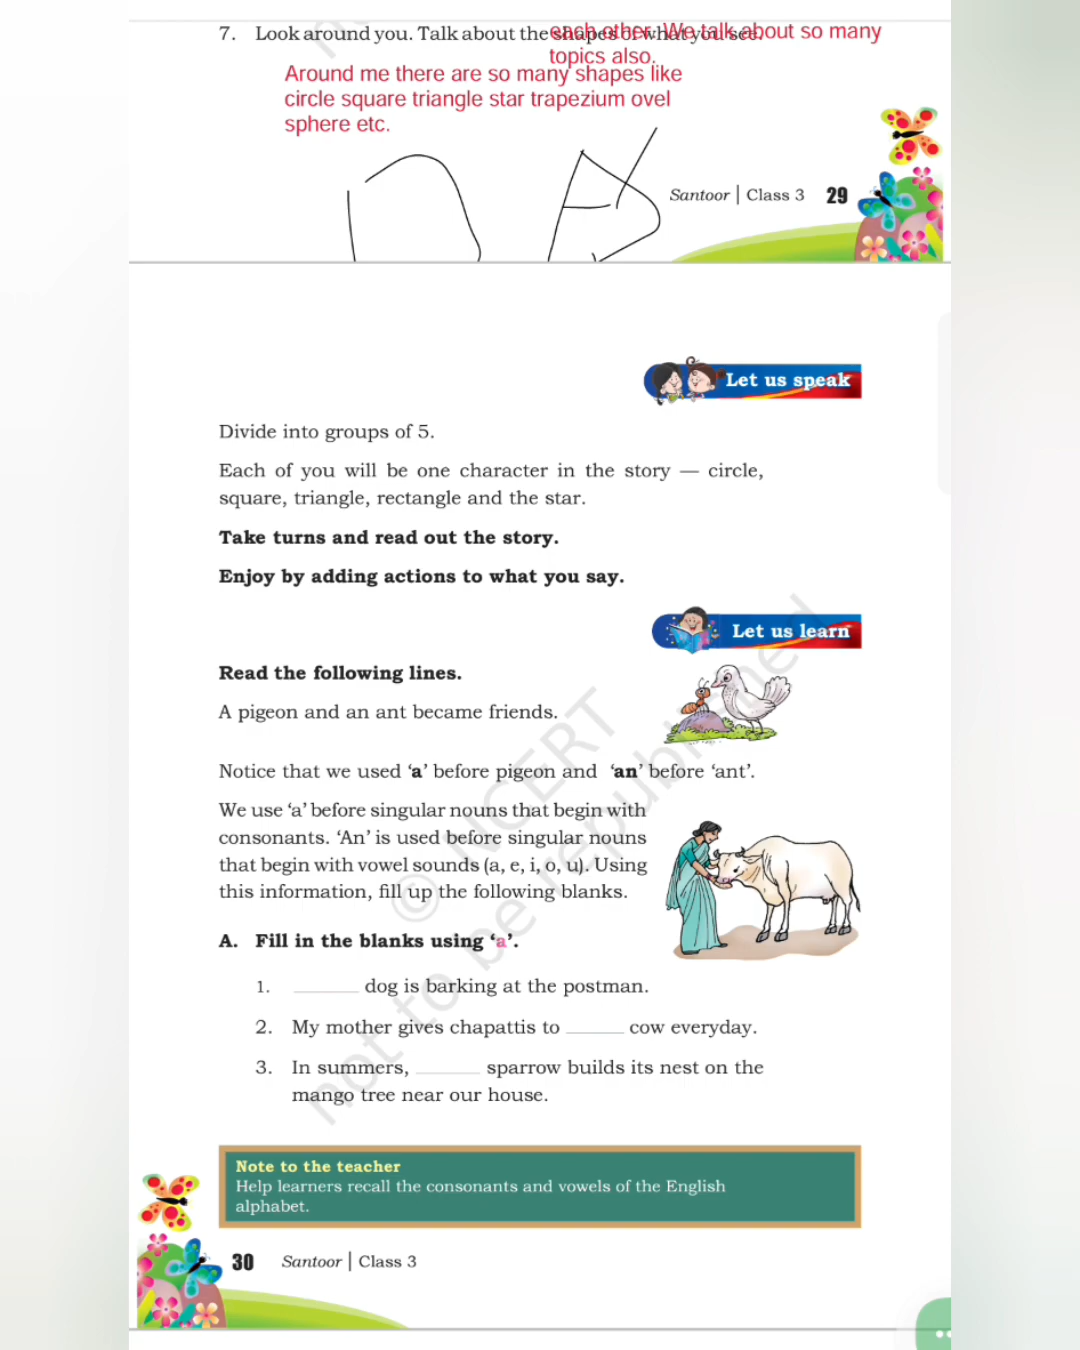 7. Look around you. Talk about the shapes of what you see.
each other. We talk about so many
topics also.
Around me there are so many shapes like
circle square triangle star trapezium ovel
sphere etc.
Santoor | Class 3 29
Let us speak
Divide into groups of 5.
Each of you will be one character in the story — circle,
square, triangle, rectangle and the star.
Take turns and read out the story.
Enjoy by adding actions to what you say.
Let us learn
Read the following lines.
A pigeon and an ant became friends.
Notice that we used ‘a’ before pigeon and ‘an’ before ‘ant’.
We use ‘a’ before singular nouns that begin with
consonants. ‘An’ is used before singular nouns
that begin with vowel sounds (a, e, i, o, u). Using
this information, fill up the following blanks.
A. Fill in the blanks using ‘a’.
1. ______ dog is barking at the postman.
2. My mother gives chapattis to ______ cow everyday.
3. In summers, ______ sparrow builds its nest on the
mango tree near our house.
Note to the teacher
Help learners recall the consonants and vowels of the English
alphabet.
30 Santoor | Class 3
© NCERT
not to be republished